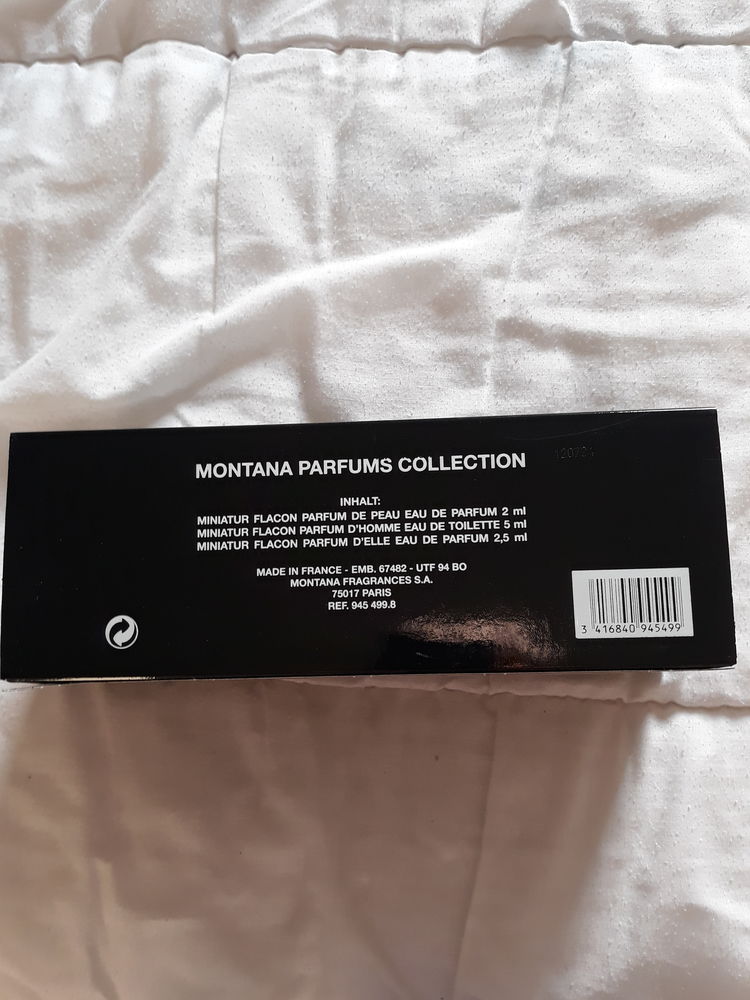 MONTANA PARFUMS COLLECTION
INHALT:
MINIATUR FLACON PARFUM DE PEAU EAU DE PARFUM 2 ml
MINIATUR FLACON PARFUM D'HOMME EAU DE TOILETTE 5 ml
MINIATUR FLACON PARFUM D'ELLE EAU DE PARFUM 2,5 ml
MADE IN FRANCE - EMB. 67482 - UTF 94 BO
MONTANA FRAGRANCES S.A.
75017 PARIS
REF. 945 499.8
3 416840 945499